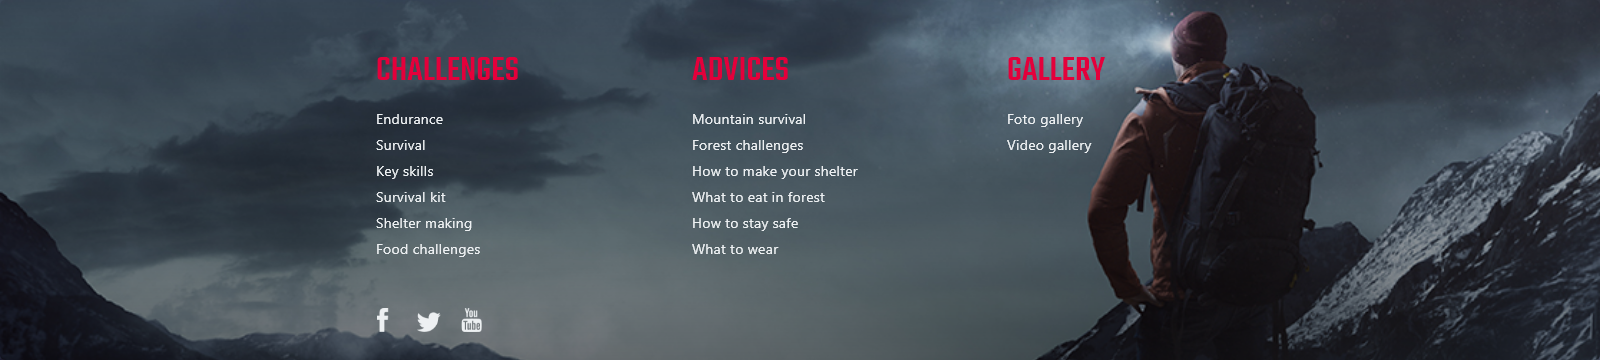 CHALLENGES
Endurance
Survival
Key skills
Survival kit
Shelter making
Food challenges
ADVICES
Mountain survival
Forest challenges
How to make your shelter
What to eat in forest
How to stay safe
What to wear
GALLERY
Foto gallery
Video gallery
You
Tube